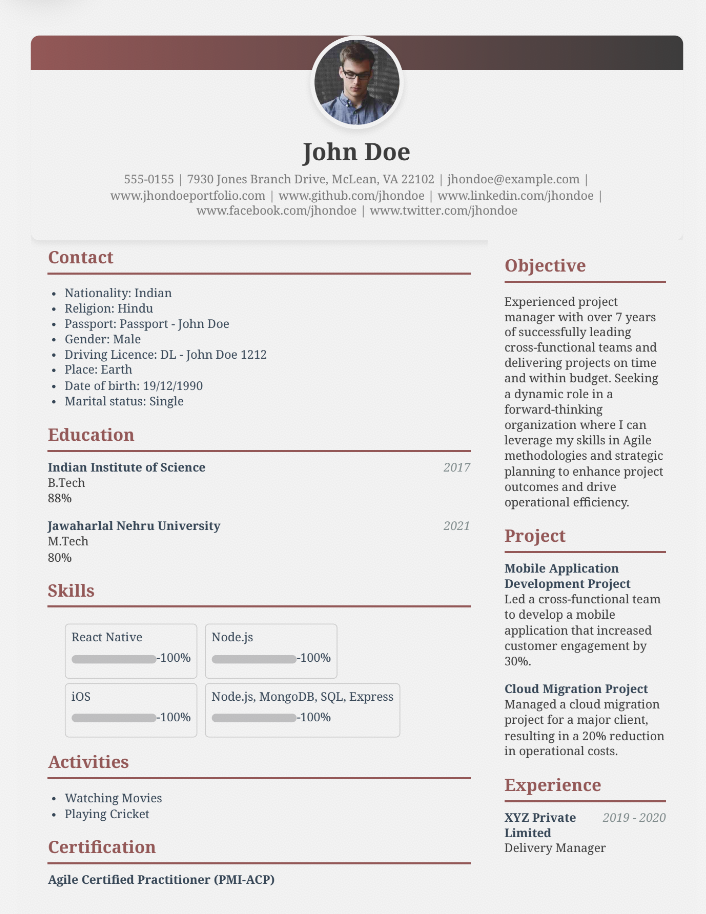 John Doe
555-0155 | 7930 Jones Branch Drive, McLean, VA 22102 | jhondoe@example.com |
www.jhondoeportfolio.com | www.github.com/jhondoe | www.linkedin.com/jhondoe |
www.facebook.com/jhondoe | www.twitter.com/jhondoe
Contact
• Nationality: Indian
• Religion: Hindu
• Passport: Passport - John Doe
• Gender: Male
• Driving Licence: DL - John Doe 1212
• Place: Earth
• Date of birth: 19/12/1990
• Marital status: Single
Education
Indian Institute of Science 2017
B.Tech
88%
Jawaharlal Nehru University 2021
M.Tech
80%
Skills
React Native
-100%
Node.js
-100%
iOS
-100%
Node.js, MongoDB, SQL, Express
-100%
Activities
• Watching Movies
• Playing Cricket
Certification
Agile Certified Practitioner (PMI-ACP)
Objective
Experienced project
manager with over 7 years
of successfully leading
cross-functional teams and
delivering projects on time
and within budget. Seeking
a dynamic role in a
forward-thinking
organization where I can
leverage my skills in Agile
methodologies and strategic
planning to enhance project
outcomes and drive
operational efficiency.
Project
Mobile Application
Development Project
Led a cross-functional team
to develop a mobile
application that increased
customer engagement by
30%.
Cloud Migration Project
Managed a cloud migration
project for a major client,
resulting in a 20% reduction
in operational costs.
Experience
XYZ Private 2019 - 2020
Limited
Delivery Manager